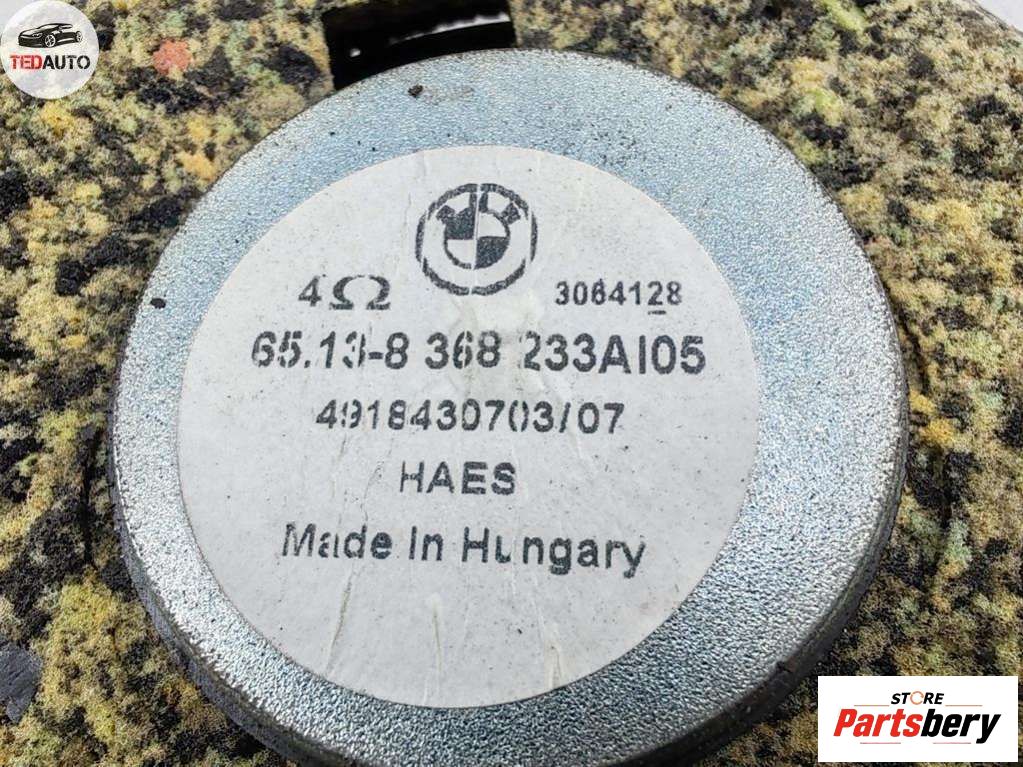 TEDAUTO
4Ω 3064128
65.13-8 368 233AI05
4918430703/07
HAES
Made In Hungary
STORE
Partsbery